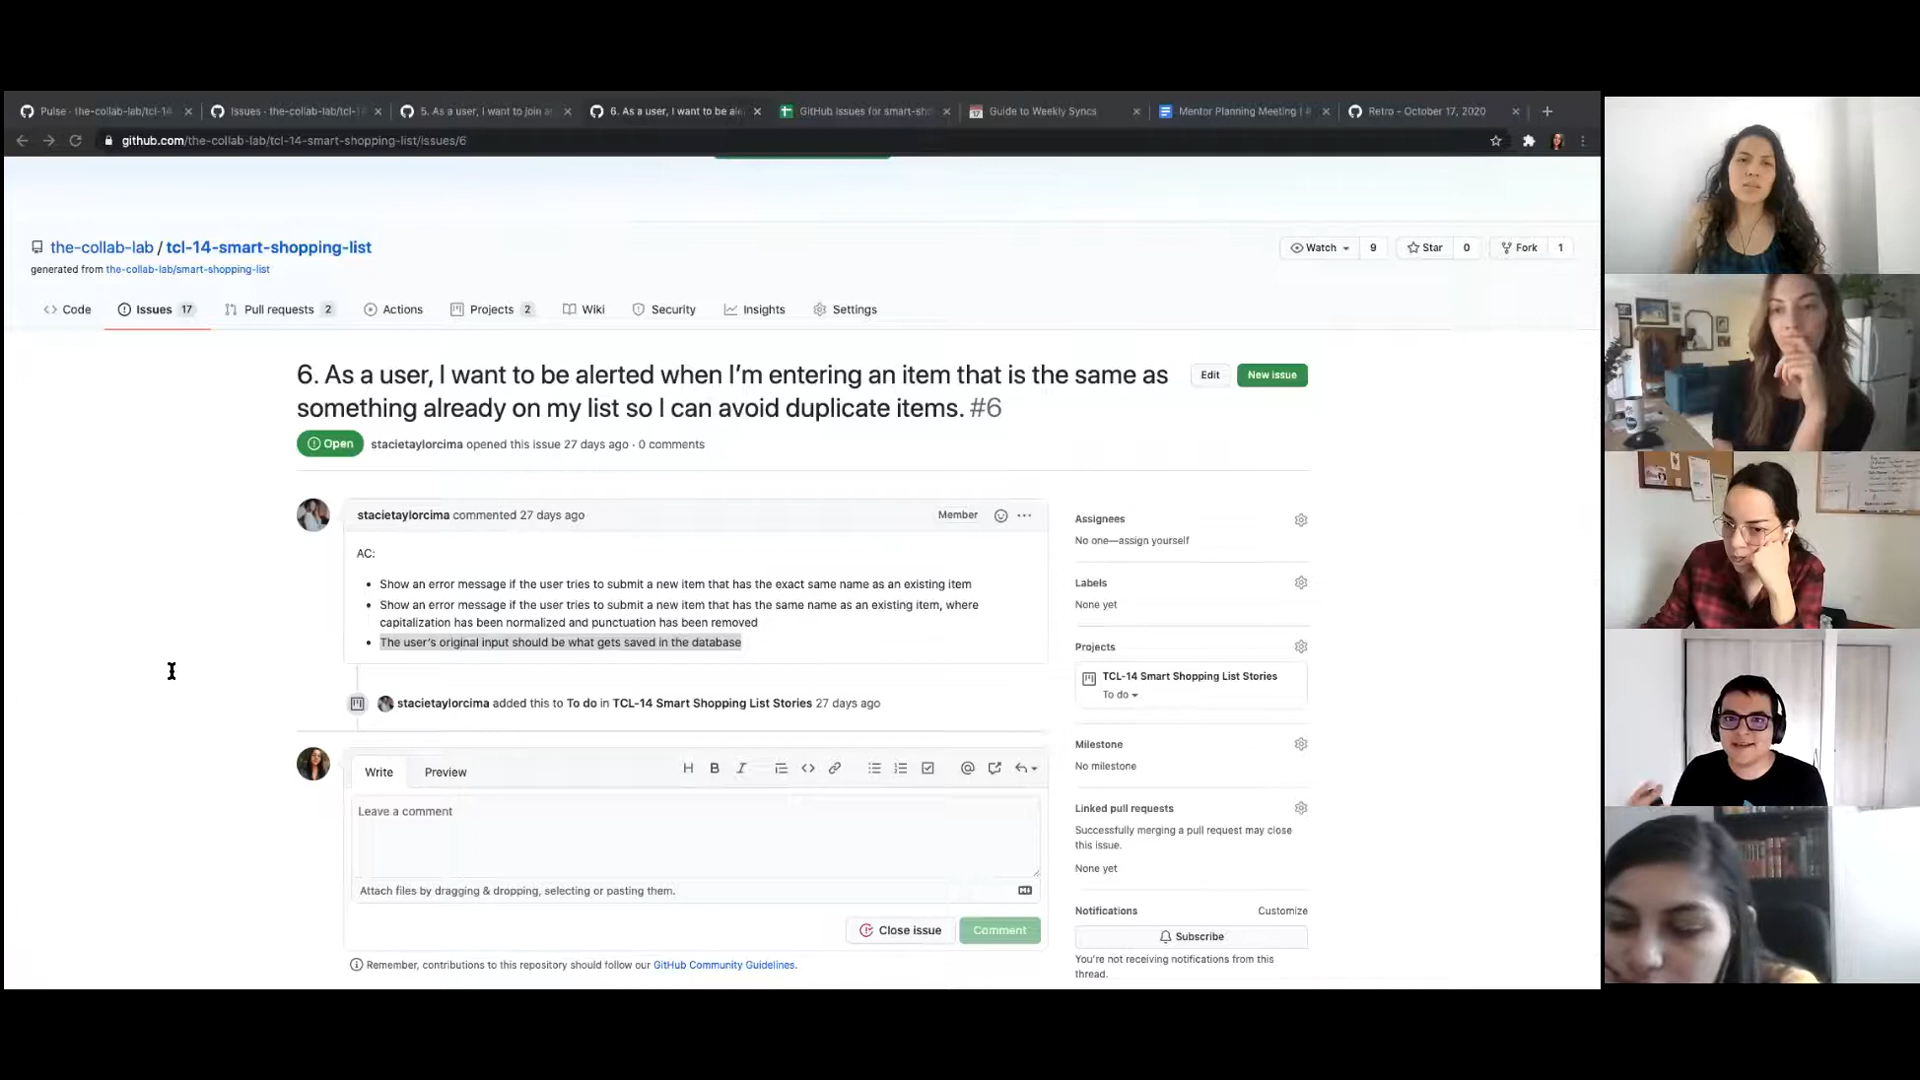 Pulse · the-collab-lab/tcl-14
Issues · the-collab-lab/tcl-1
5. As a user, I want to join a
6. As a user, I want to be ale
GitHub issues for smart-sh
Guide to Weekly Syncs
Mentor Planning Meeting | #
Retro - October 17, 2020
github.com/the-collab-lab/tcl-14-smart-shopping-list/issues/6
the-collab-lab / tcl-14-smart-shopping-list
generated from the-collab-lab/smart-shopping-list
Watch 9 Star 0 Fork 1
Code Issues 17 Pull requests 2 Actions Projects 2 Wiki Security Insights Settings
6. As a user, I want to be alerted when I'm entering an item that is the same as
something already on my list so I can avoid duplicate items. #6
Edit New issue
Open stacietaylorcima opened this issue 27 days ago · 0 comments
stacietaylorcima commented 27 days ago Member
AC:
• Show an error message if the user tries to submit a new item that has the exact same name as an existing item
• Show an error message if the user tries to submit a new item that has the same name as an existing item, where
capitalization has been normalized and punctuation has been removed
• The user's original input should be what gets saved in the database
stacietaylorcima added this to To do in TCL-14 Smart Shopping List Stories 27 days ago
Write Preview
H B I
Leave a comment
Attach files by dragging & dropping, selecting or pasting them.
Close issue Comment
Remember, contributions to this repository should follow our GitHub Community Guidelines.
Assignees
No one—assign yourself
Labels
None yet
Projects
TCL-14 Smart Shopping List Stories
To do
Milestone
No milestone
Linked pull requests
Successfully merging a pull request may close
this issue.
None yet
Notifications Customize
Subscribe
You're not receiving notifications from this
thread.